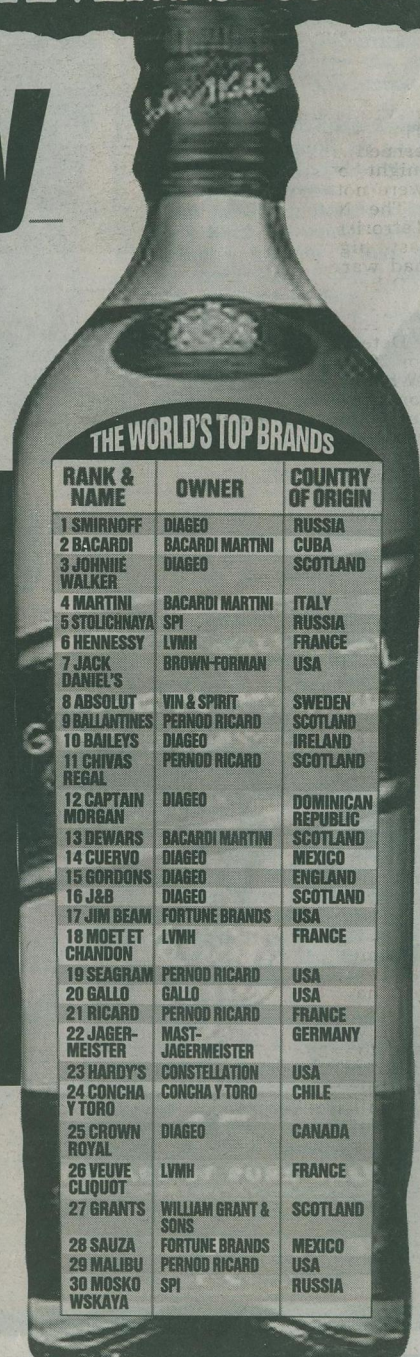 THE WORLD'S TOP BRANDS
RANK & NAME OWNER COUNTRY OF ORIGIN
1 SMIRNOFF DIAGEO RUSSIA
2 BACARDI BACARDI MARTINI CUBA
3 JOHNIIE WALKER DIAGEO SCOTLAND
4 MARTINI BACARDI MARTINI ITALY
5 STOLICHNAYA SPI RUSSIA
6 HENNESSY LVMH FRANCE
7 JACK DANIEL'S BROWN-FORMAN USA
8 ABSOLUT VIN & SPIRIT SWEDEN
9 BALLANTINES PERNOD RICARD SCOTLAND
10 BAILEYS DIAGEO IRELAND
11 CHIVAS REGAL PERNOD RICARD SCOTLAND
12 CAPTAIN MORGAN DIAGEO DOMINICAN REPUBLIC
13 DEWARS BACARDI MARTINI SCOTLAND
14 CUERVO DIAGEO MEXICO
15 GORDONS DIAGEO ENGLAND
16 J&B DIAGEO SCOTLAND
17 JIM BEAM FORTUNE BRANDS USA
18 MOET ET CHANDON LVMH FRANCE
19 SEAGRAM PERNOD RICARD USA
20 GALLO GALLO USA
21 RICARD PERNOD RICARD FRANCE
22 JAGER-MEISTER MAST-JAGERMEISTER GERMANY
23 HARDY'S CONSTELLATION USA
24 CONCHA Y TORO CONCHA Y TORO CHILE
25 CROWN ROYAL DIAGEO CANADA
26 VEUVE CLIQUOT LVMH FRANCE
27 GRANTS WILLIAM GRANT & SONS SCOTLAND
28 SAUZA FORTUNE BRANDS MEXICO
29 MALIBU PERNOD RICARD USA
30 MOSKO WSKAYA SPI RUSSIA